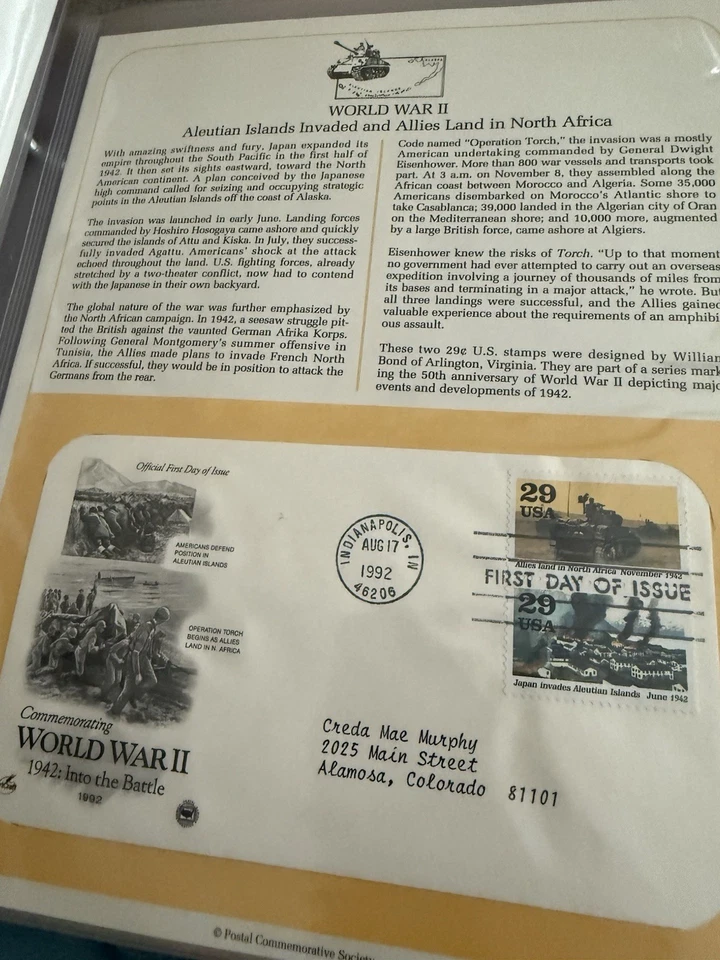 WORLD WAR II
Aleutian Islands Invaded and Allies Land in North Africa
With amazing swiftness and fury, Japan expanded its
empire throughout the South Pacific in the first half of
1942. It then set its sights eastward, toward the North
American continent. A plan conceived by the Japanese
high command called for seizing and occupying strategic
points in the Aleutian Islands off the coast of Alaska.
The invasion was launched in early June. Landing forces
commanded by Hoshiro Hosogaya came ashore and quickly
secured the islands of Attu and Kiska. In July, they success-
fully invaded Agattu. Americans' shock at the attack
echoed throughout the land. U.S. fighting forces, already
stretched by a two-theater conflict, now had to contend
with the Japanese in their own backyard.
The global nature of the war was further emphasized by
the North African campaign. In 1942, a seesaw struggle pit-
ted the British against the vaunted German Afrika Korps.
Following General Montgomery's summer offensive in
Tunisia, the Allies made plans to invade French North
Africa. If successful, they would be in position to attack the
Germans from the rear.
Code named "Operation Torch," the invasion was a mostly
American undertaking commanded by General Dwight
Eisenhower. More than 800 war vessels and transports took
part. At 3 a.m. on November 8, they assembled along the
African coast between Morocco and Algeria. Some 35,000
Americans disembarked on Morocco's Atlantic shore to
take Casablanca; 39,000 landed in the Algerian city of Oran
on the Mediterranean shore; and 10,000 more, augmented
by a large British force, came ashore at Algiers.
Eisenhower knew the risks of Torch. "Up to that moment
no government had ever attempted to carry out an overseas
expedition involving a journey of thousands of miles from
its bases and terminating in a major attack," he wrote. But
all three landings were successful, and the Allies gained
valuable experience about the requirements of an amphibi
ous assault.
These two 29¢ U.S. stamps were designed by William
Bond of Arlington, Virginia. They are part of a series mark
ing the 50th anniversary of World War II depicting majo
events and developments of 1942.
Official First Day of Issue
AMERICANS DEFEND
POSITION IN
ALEUTIAN ISLANDS
OPERATION TORCH
BEGINS AS ALLIES
LAND IN N. AFRICA
Commemorating
WORLD WAR II
1942: Into the Battle
1992
INDIANAPOLIS, IN
AUG 17
1992
46206
29
USA
Allies land in North Africa November 1942
FIRST DAY OF ISSUE
29
USA
Japan invades Aleutian Islands June 1942
Creda Mae Murphy
2025 Main Street
Alamosa, Colorado 81101
© Postal Commemorative Society